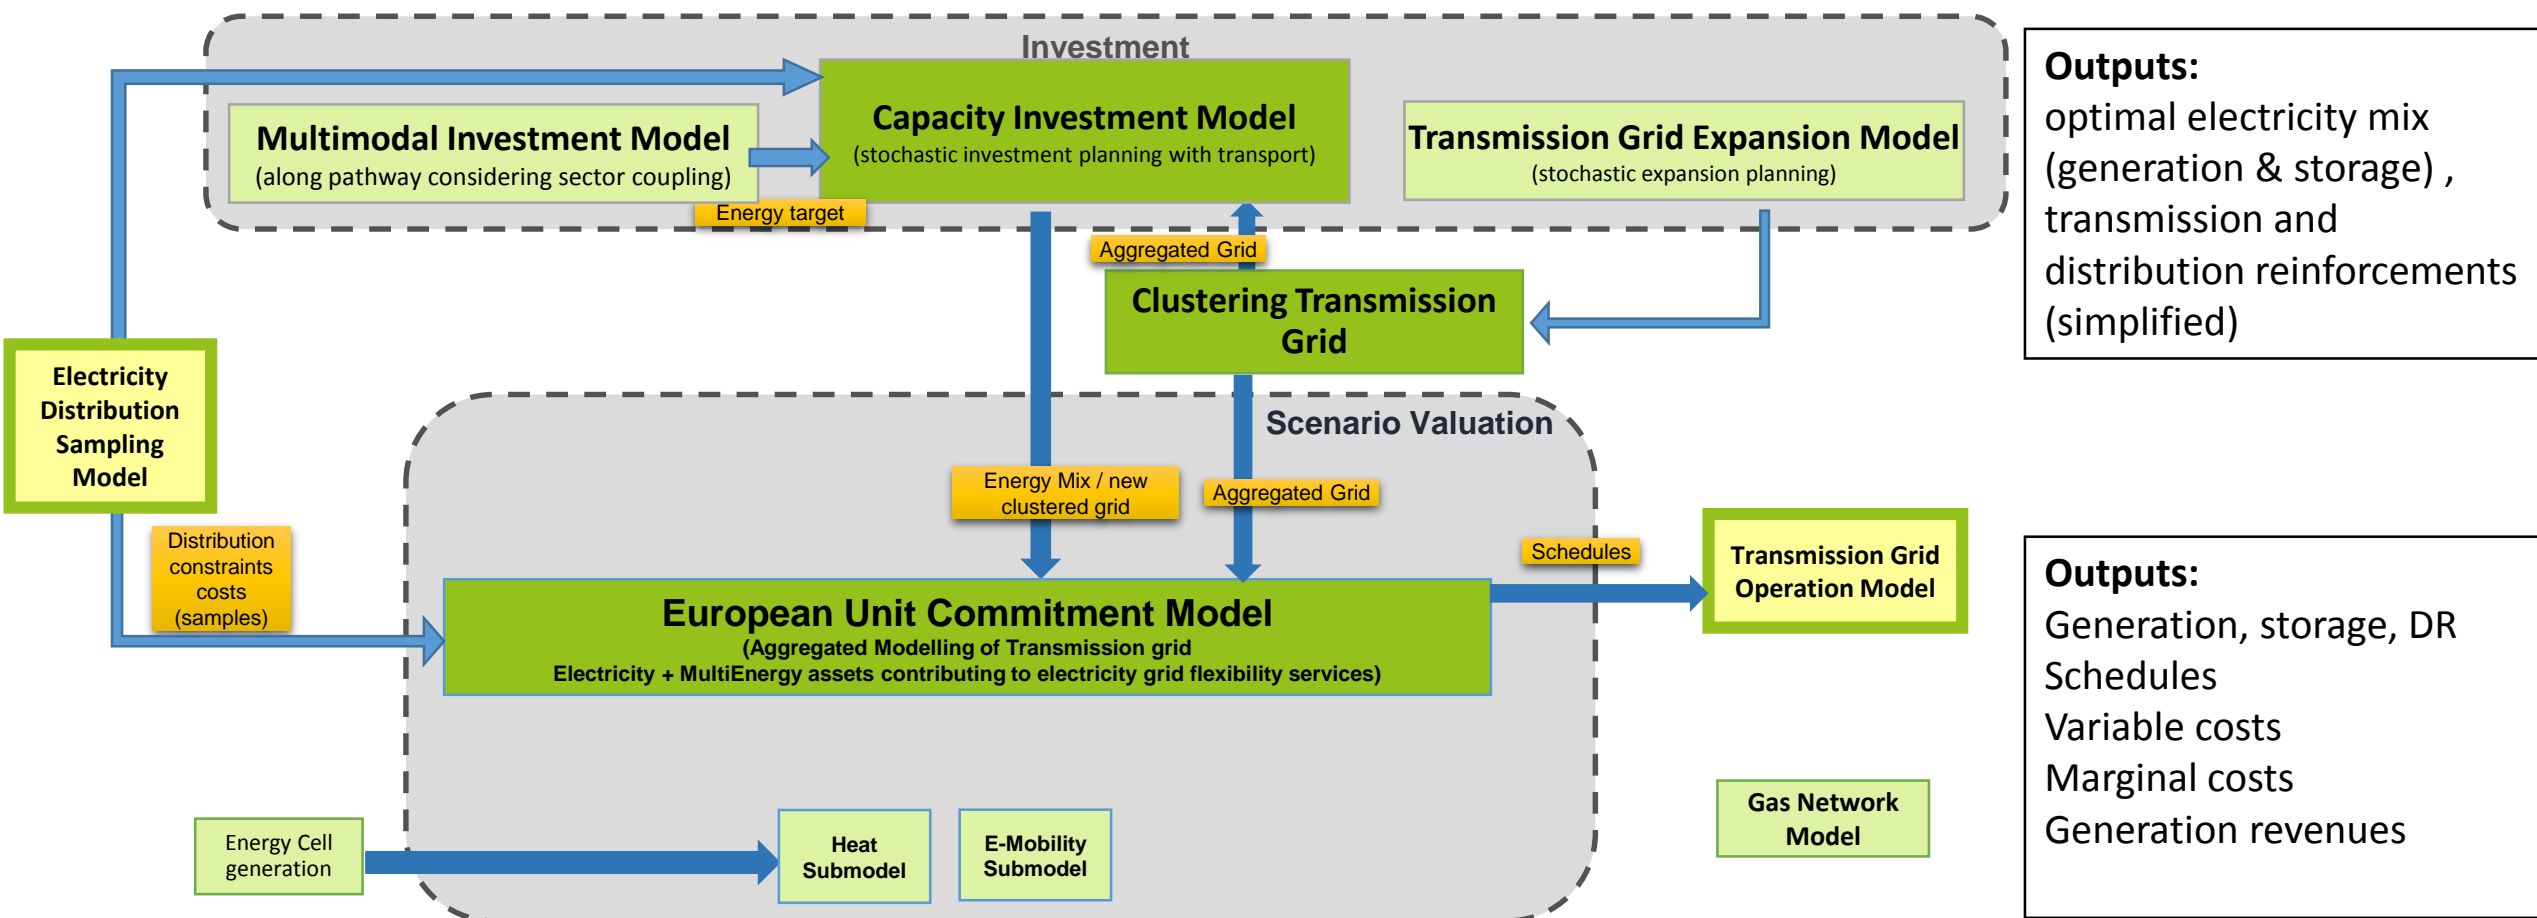 Investment
Multimodal Investment Model
(along pathway considering sector coupling)
Capacity Investment Model
(stochastic investment planning with transport)
Transmission Grid Expansion Model
(stochastic expansion planning)
Energy target
Aggregated Grid
Clustering Transmission
Grid
Electricity
Distribution
Sampling
Model
Scenario Valuation
Energy Mix / new
clustered grid
Aggregated Grid
Distribution
constraints
costs
(samples)
Schedules
European Unit Commitment Model
(Aggregated Modelling of Transmission grid
Electricity + MultiEnergy assets contributing to electricity grid flexibility services)
Transmission Grid
Operation Model
Energy Cell
generation
Heat
Submodel
E-Mobility
Submodel
Gas Network
Model
Outputs:
optimal electricity mix
(generation & storage) ,
transmission and
distribution reinforcements
(simplified)
Outputs:
Generation, storage, DR
Schedules
Variable costs
Marginal costs
Generation revenues